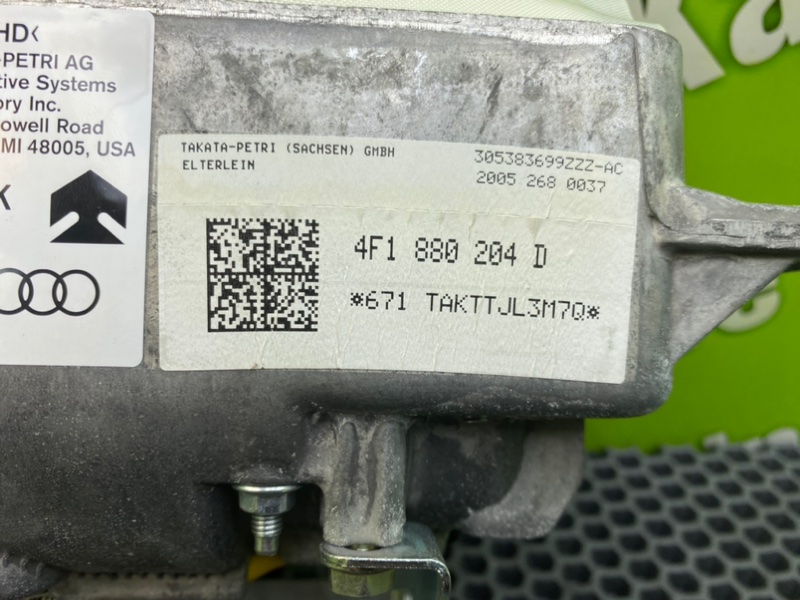 HD<
-PETRI AG
tive Systems
ory Inc.
owell Road
MI 48005, USA
K
TAKATA-PETRI (SACHSEN) GMBH
ELTERLEIN
305383699ZZZ-AC
2005 268 0037
4F1 880 204 D
*671 TAKTTJL3M7Q*